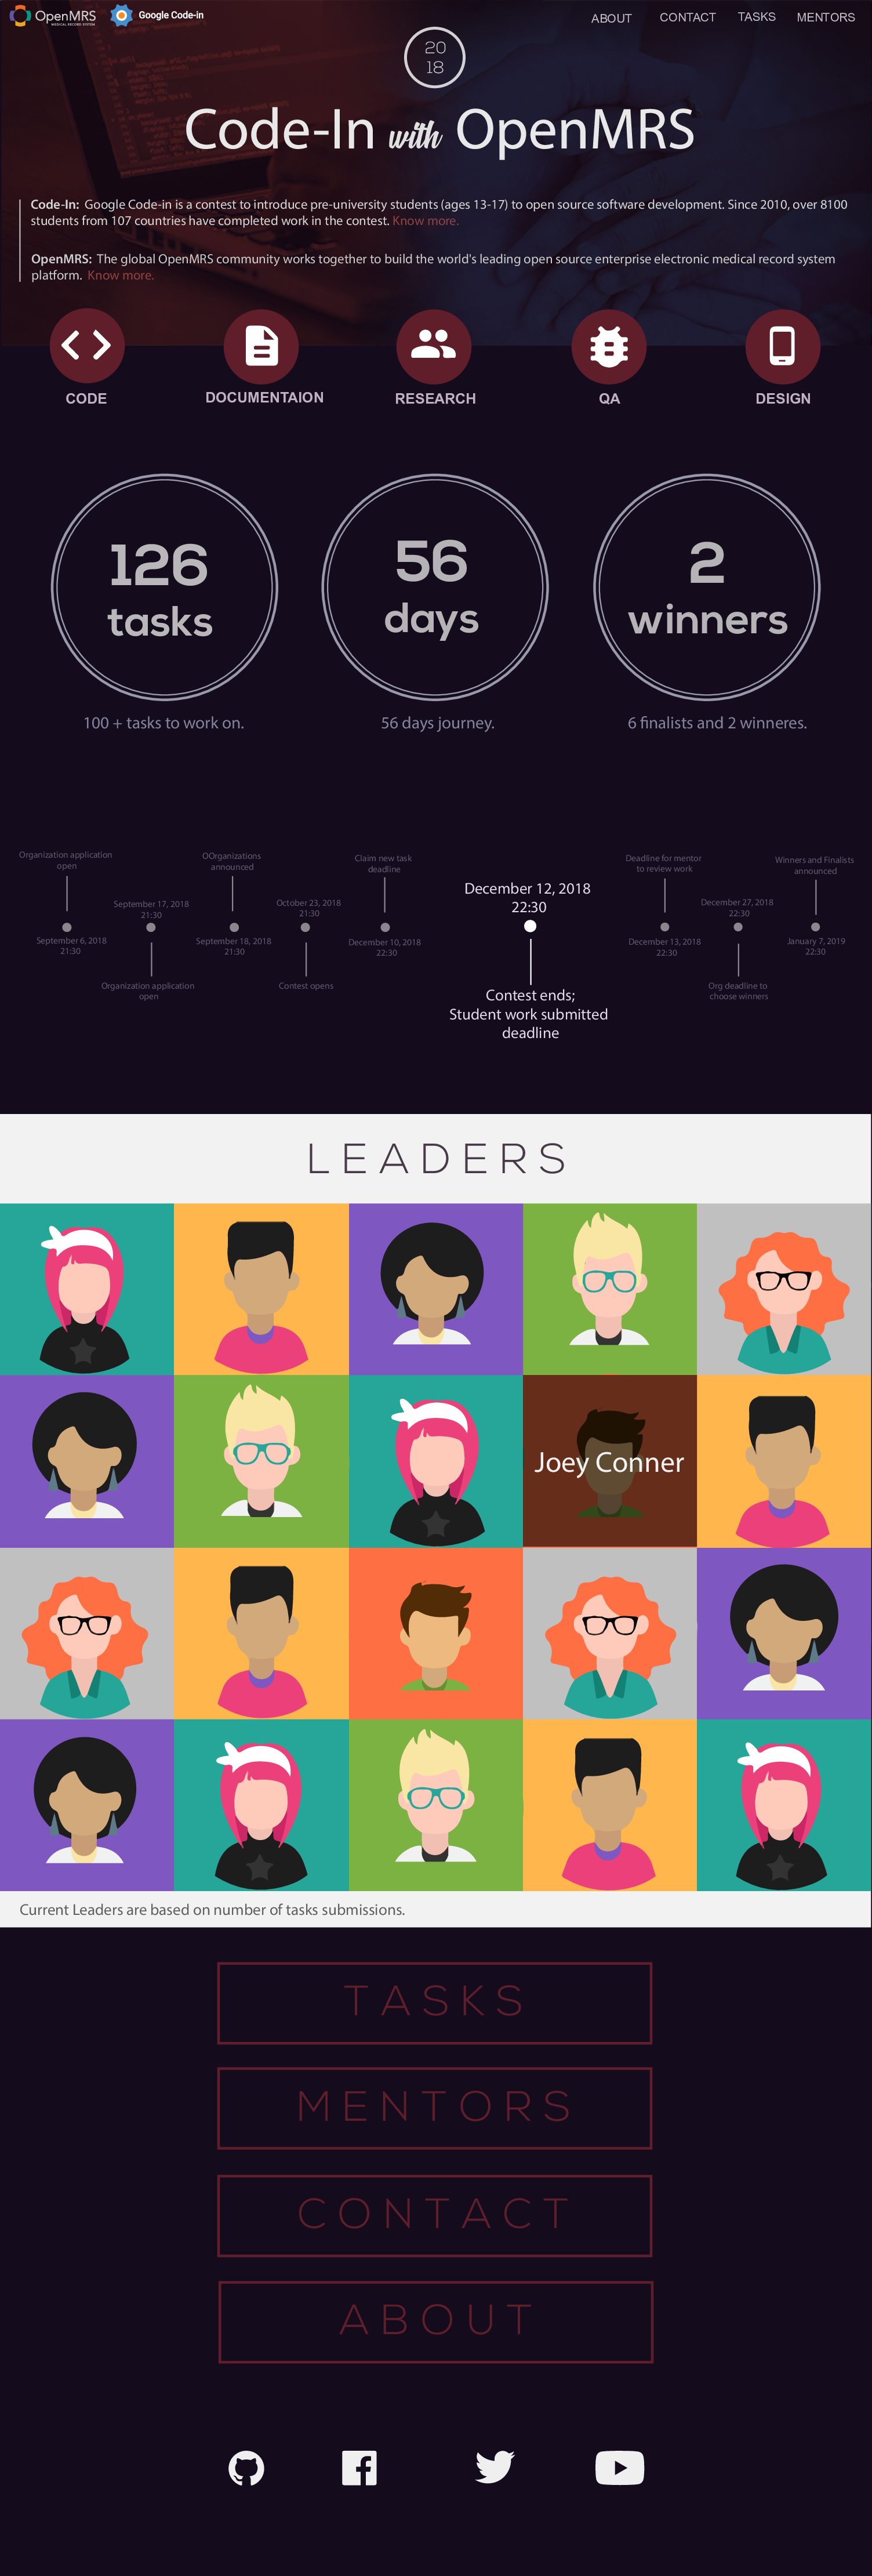 OpenMRS
MEDICAL RECORD SYSTEM
Google Code-in
ABOUT
CONTACT
TASKS
MENTORS
20
18
Code-In with OpenMRS
Code-In: Google Code-in is a contest to introduce pre-university students (ages 13-17) to open source software development. Since 2010, over 8100
students from 107 countries have completed work in the contest. Know more.
OpenMRS: The global OpenMRS community works together to build the world's leading open source enterprise electronic medical record system
platform. Know more.
CODE
DOCUMENTAION
RESEARCH
QA
DESIGN
126
tasks
56
days
2
winners
100 + tasks to work on.
56 days journey.
6 finalists and 2 winneres.
Organization application
open
September 6, 2018
21:30
September 17, 2018
21:30
Organization application
open
OOrganizations
announced
September 18, 2018
21:30
October 23, 2018
21:30
Contest opens
Claim new task
deadline
December 10, 2018
22:30
December 12, 2018
22:30
Contest ends;
Student work submitted
deadline
Deadline for mentor
to review work
December 13, 2018
22:30
December 27, 2018
22:30
Org deadline to
choose winners
Winners and Finalists
announced
January 7, 2019
22:30
LEADERS
Joey Conner
Current Leaders are based on number of tasks submissions.
TASKS
MENTORS
CONTACT
ABOUT